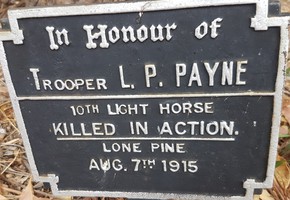 In Honour of
TROOPER L. P. PAYNE
10TH LIGHT HORSE
KILLED IN ACTION.
LONE PINE
AUG. 7TH 1915